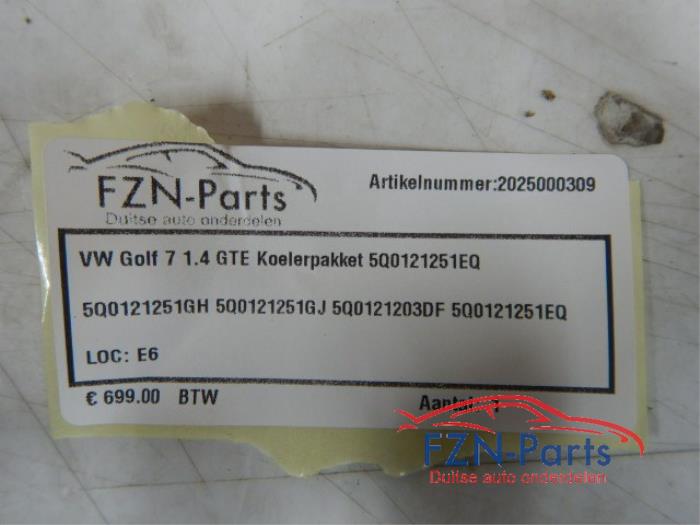 FZN-Parts
Duitse auto onderdelen
Artikelnummer:2025000309
VW Golf 7 1.4 GTE Koelerpakket 5Q0121251EQ
5Q0121251GH 5Q0121251GJ 5Q0121203DF 5Q0121251EQ
LOC: E6
€ 699.00 BTW
FZN-Parts
Duitse auto onderdelen